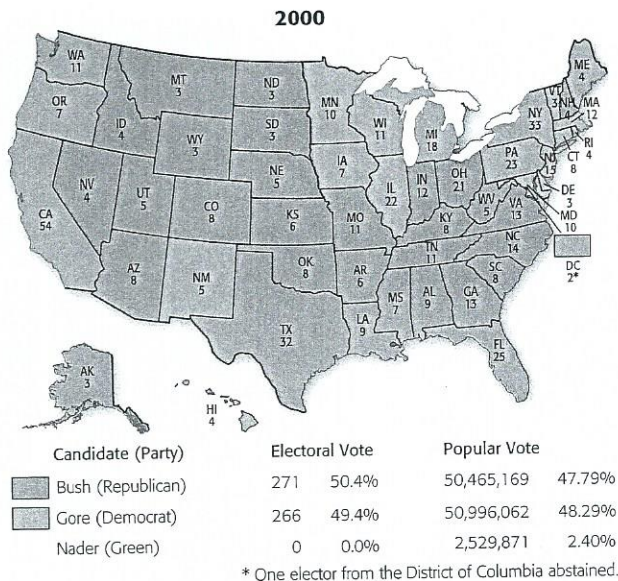 2000
WA
11
OR
7
CA
54
NV
4
ID
4
MT
3
WY
3
UT
5
AZ
8
CO
8
NM
5
ND
3
SD
3
NE
5
KS
6
OK
8
TX
32
MN
10
IA
7
MO
11
AR
6
LA
9
WI
11
IL
22
MI
18
IN
12
OH
21
KY
8
TN
11
MS
7
AL
9
GA
13
FL
25
SC
8
NC
14
VA
13
WV
5
PA
23
NY
33
VT
3
NH
4
ME
4
MA
12
RI
4
CT
8
NJ
15
DE
3
MD
10
DC
2*
AK
3
HI
4
Candidate (Party) Electoral Vote Popular Vote
Bush (Republican) 271 50.4% 50,465,169 47.79%
Gore (Democrat) 266 49.4% 50,996,062 48.29%
Nader (Green) 0 0.0% 2,529,871 2.40%
* One elector from the District of Columbia abstained.